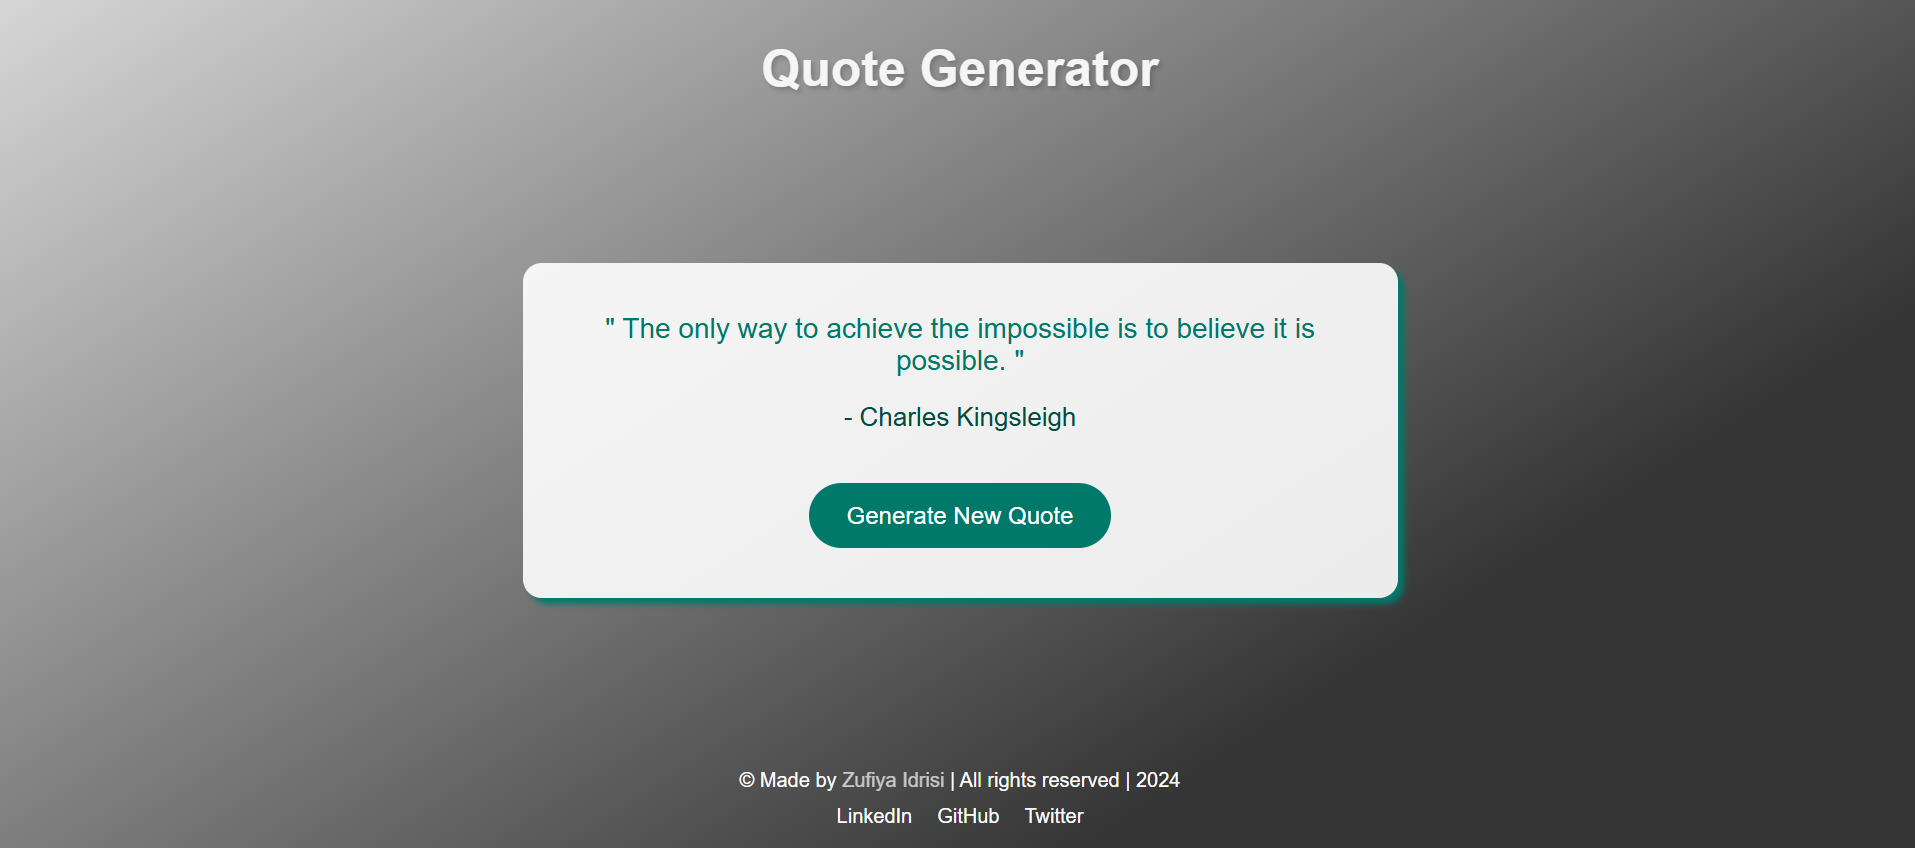 Quote Generator
" The only way to achieve the impossible is to believe it is
possible. "
- Charles Kingsleigh
Generate New Quote
© Made by Zufiya Idrisi | All rights reserved | 2024
LinkedIn GitHub Twitter